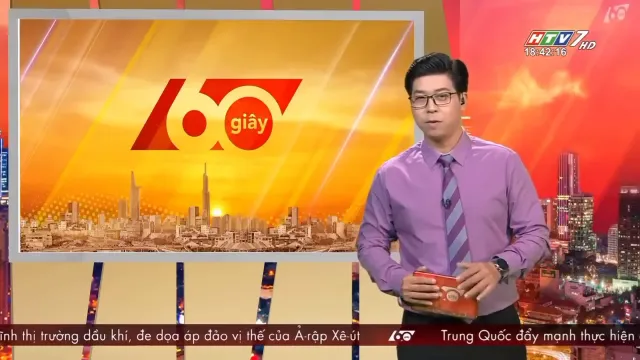 HTV7 HD
18:42:16
60
giây
thị trường dầu khí, đe dọa áp đảo vị thế của Ả-rập Xê-út 60 Trung Quốc đẩy mạnh thực hiện